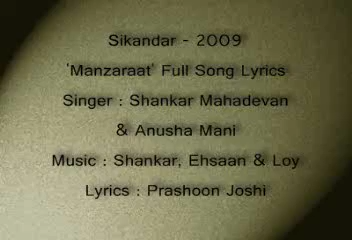 Sikandar - 2009
'Manzaraat' Full Song Lyrics
Singer : Shankar Mahadevan
& Anusha Mani
Music : Shankar, Ehsaan & Loy
Lyrics : Prashoon Joshi